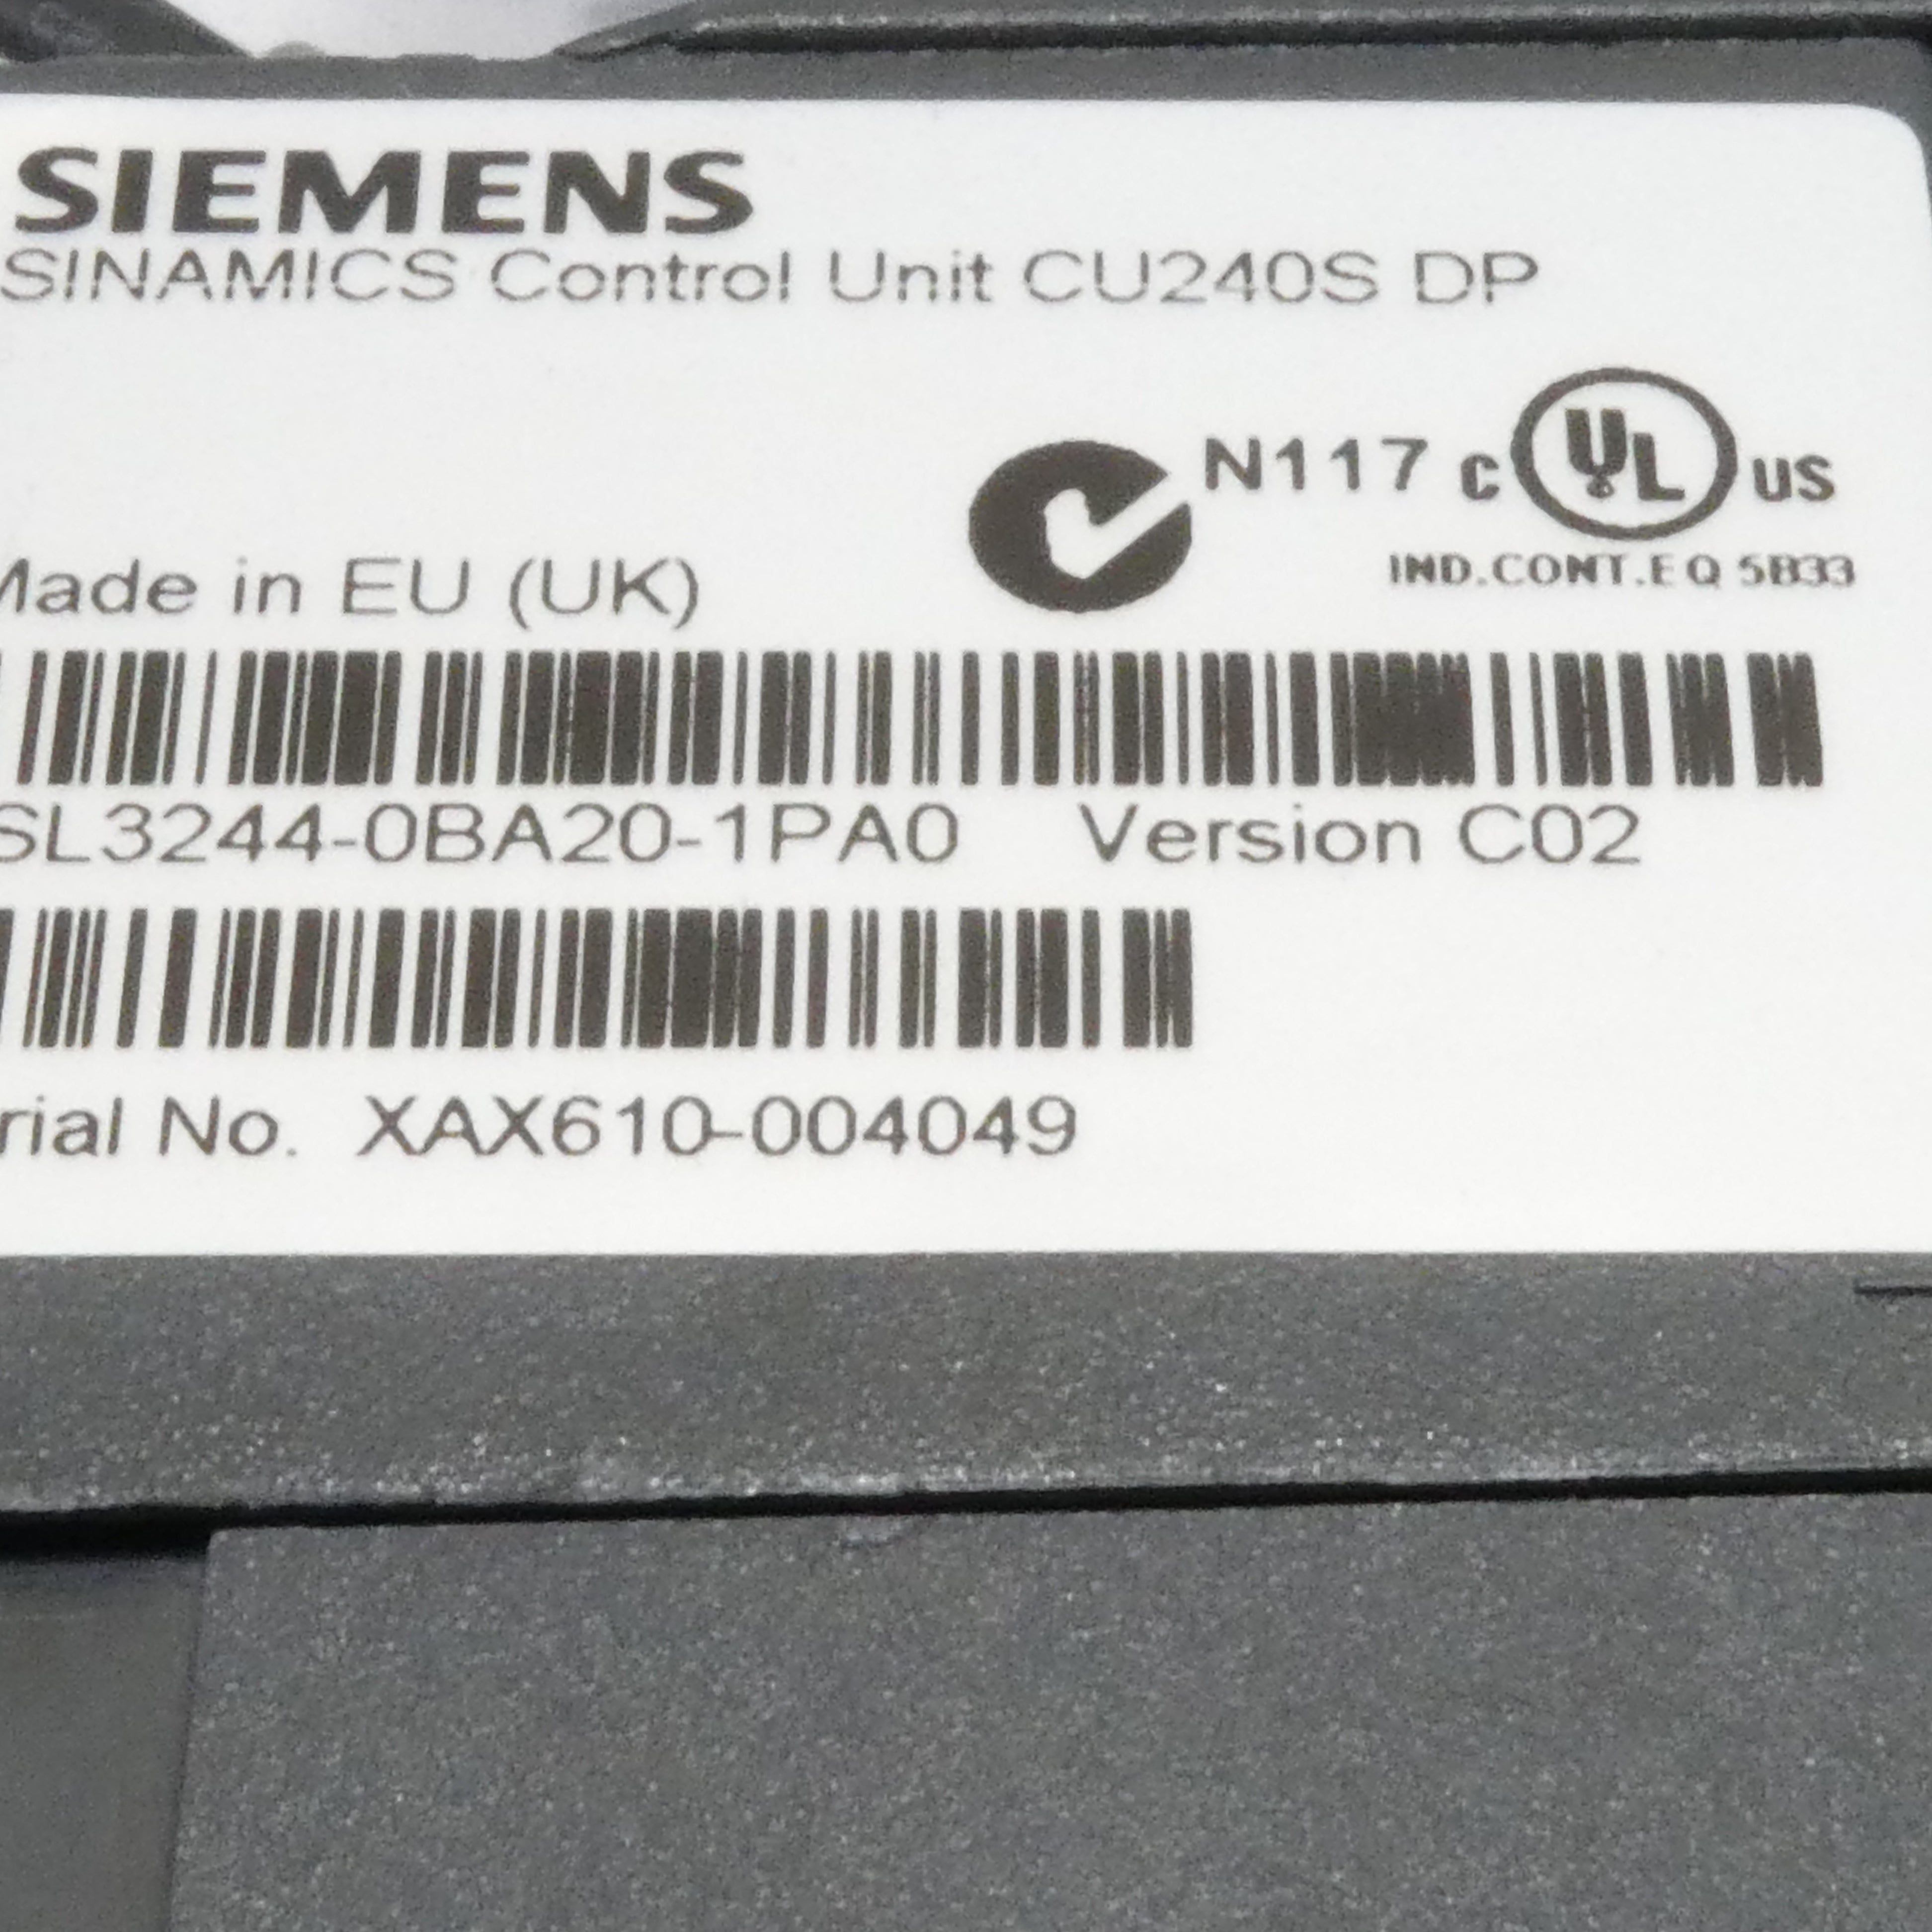 SIEMENS
SINAMICS Control Unit CU240S DP
N117 C UL US
IND.CONT.EQ 5B33
Made in EU (UK)
SL3244-0BA20-1PA0 Version C02
rial No. XAX610-004049